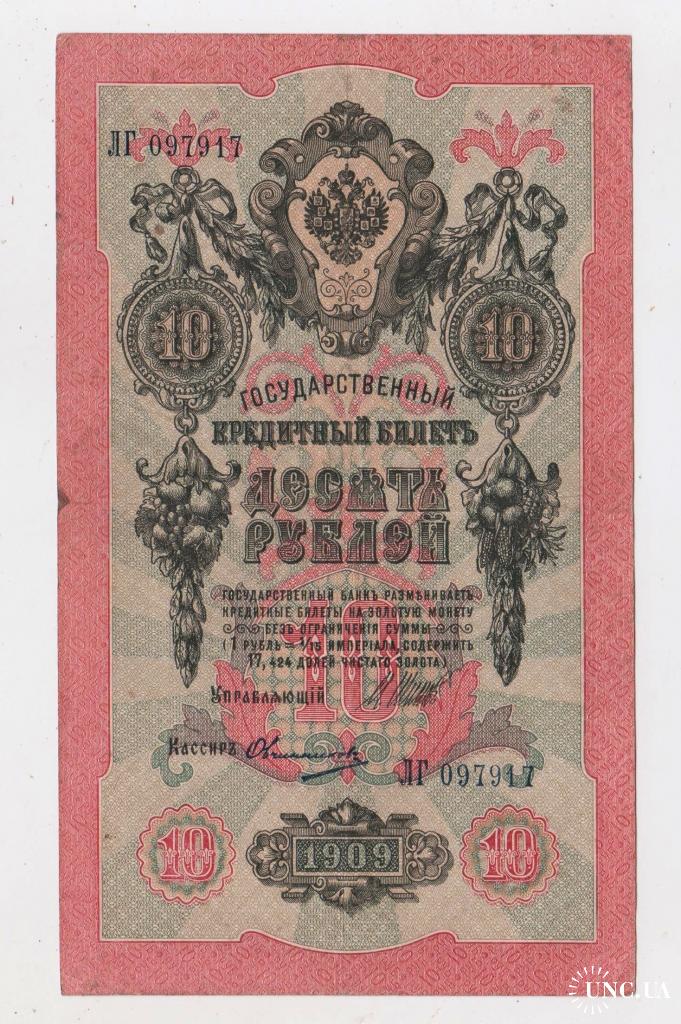 ЛГ 097917
10 10
ГОСУДАРСТВЕННЫЙ
КРЕДИТНЫЙ БИЛЕТЪ
ДЕСЯТЬ
РУБЛЕЙ
ГОСУДАРСТВЕННЫЙ БАНКЪ РАЗМѢНИВАЕТЪ
КРЕДИТНЫЕ БИЛЕТЫ НА ЗОЛОТУЮ МОНЕТУ
БЕЗЪ ОГРАНИЧЕНІЯ СУММЫ
(1 РУБЛЬ = 1/15 ИМПЕРІАЛА, СОДЕРЖИТЪ
17,424 ДОЛЕЙ ЧИСТАГО ЗОЛОТА)
10
УПРАВЛЯЮЩІЙ
КАССИРЪ
ЛГ 097917
10 1909 10
UNC.UA